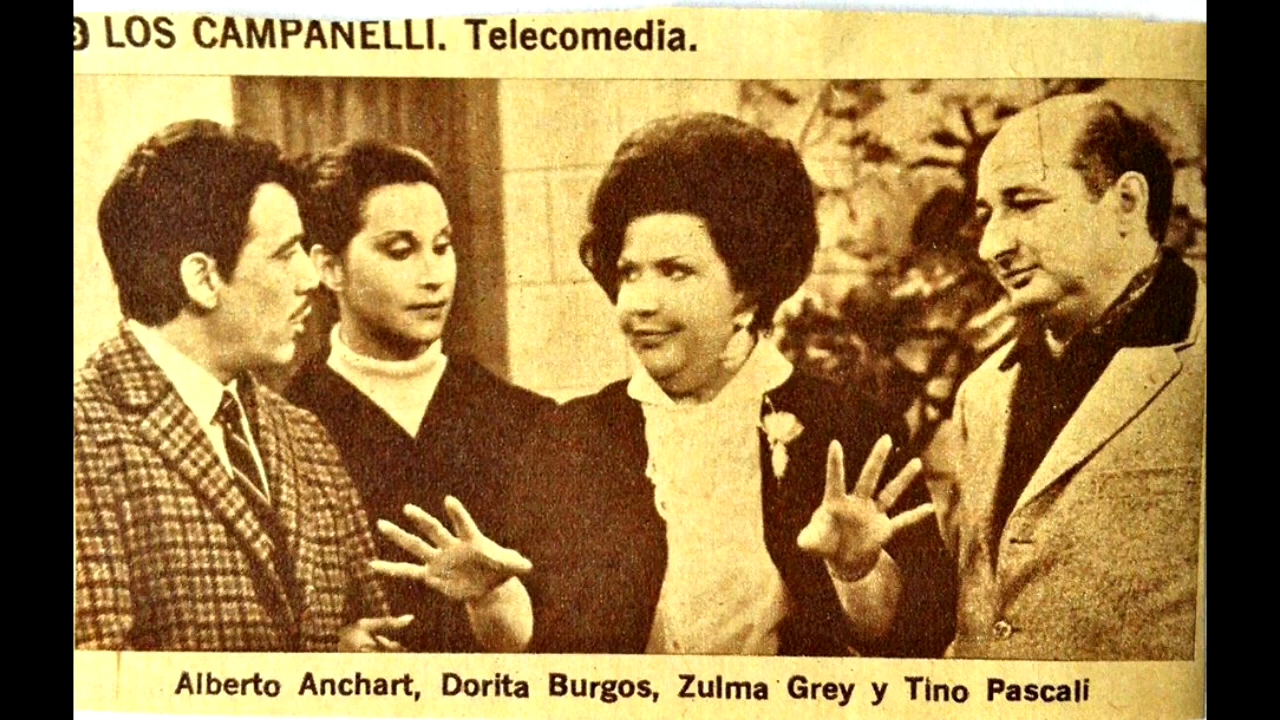 LOS CAMPANELLI. Telecomedia.
Alberto Anchart, Dorita Burgos, Zulma Grey y Tino Pascali